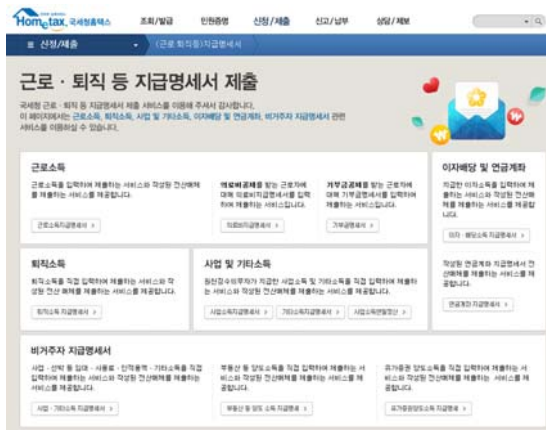 Hometax. 국세청홈택스
조회/발급 민원증명 신청/제출 신고/납부 상담/제보
≡ 신청/제출
(근로·퇴직등)지급명세서
근로 · 퇴직 등 지급명세서 제출
국세청 근로 · 퇴직 등 지급명세서 제출 서비스를 이용해 주셔서 감사합니다.
이 페이지에서는 근로소득, 퇴직소득, 사업 및 기타소득, 이자배당 및 연금계좌, 비거주자 지급명세서 관련
서비스를 이용하실 수 있습니다.
근로소득
근로소득을 입력하여 제출하는 서비스와 작성된 전산매체
를 제출하는 서비스를 제공합니다.
근로소득지급명세서 >
의료비공제를 받는 근로자에
대해 의료비지급명세서를 입력
하여 제출하는 서비스입니다.
의료비지급명세서 >
기부금공제를 받는 근로자에
대해 기부금명세서를 입력하여
제출하는 서비스입니다.
기부금명세서 >
이자배당 및 연금계좌
지급한 이자소득을 입력하여 제
출하는 서비스와 작성된 전산매
체를 제출하는 서비스를 제공합
니다.
이자 · 배당소득 지급명세서 >
작성된 연금계좌 지급명세서 전
산매체를 제출하는 서비스를 제
공합니다.
연금계좌 지급명세서 >
퇴직소득
퇴직소득을 직접 입력하여 제출하는 서비스와 작
성된 전산 매체를 제출하는 서비스를 제공합니다.
퇴직소득 지급명세서 >
사업 및 기타소득
원천징수의무자가 지급한 사업소득 및 기타소득을 직접 입력하여 제출하
는 서비스와 작성된 전산매체를 제출하는 서비스를 제공합니다.
사업소득지급명세서 >
기타소득지급명세서 >
사업소득연말정산 >
비거주자 지급명세서
사업 · 선박 등 임대 · 사용료 · 인적용역 · 기타소득을 직접
입력하여 제출하는 서비스와 작성된 전산매체를 제출하는
서비스를 제공합니다.
사업 · 기타소득 지급명세서 >
부동산 등 양도소득을 직접 입력하여 제출하는 서
비스와 작성된 전산매체를 제출하는 서비스를 제
공합니다.
부동산 등 양도 소득 지급명세 >
유가증권 양도소득을 직접 입력하여 제출하는 서
비스와 작성된 전산매체를 제출하는 서비스를 제
공합니다.
유가증권양도소득 지급명세 >